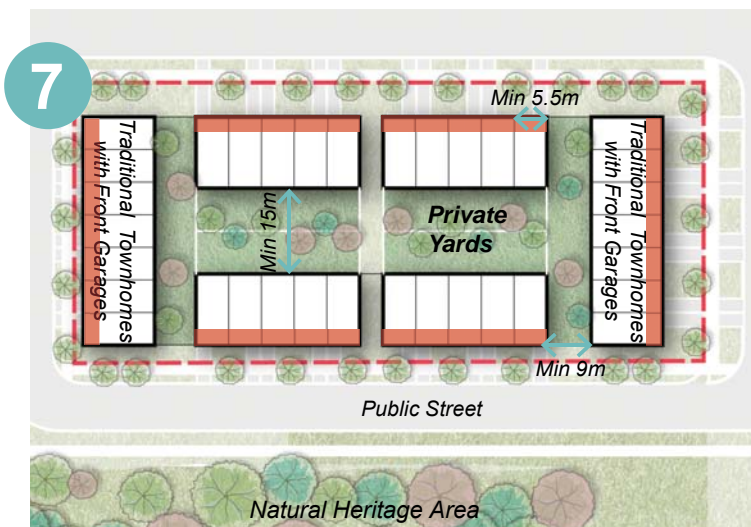 7
Min 5.5m
Traditional Townhomes
with Front Garages
Min 15m
Private
Yards
Traditional Townhomes
with Front Garages
Min 9m
Public Street
Natural Heritage Area